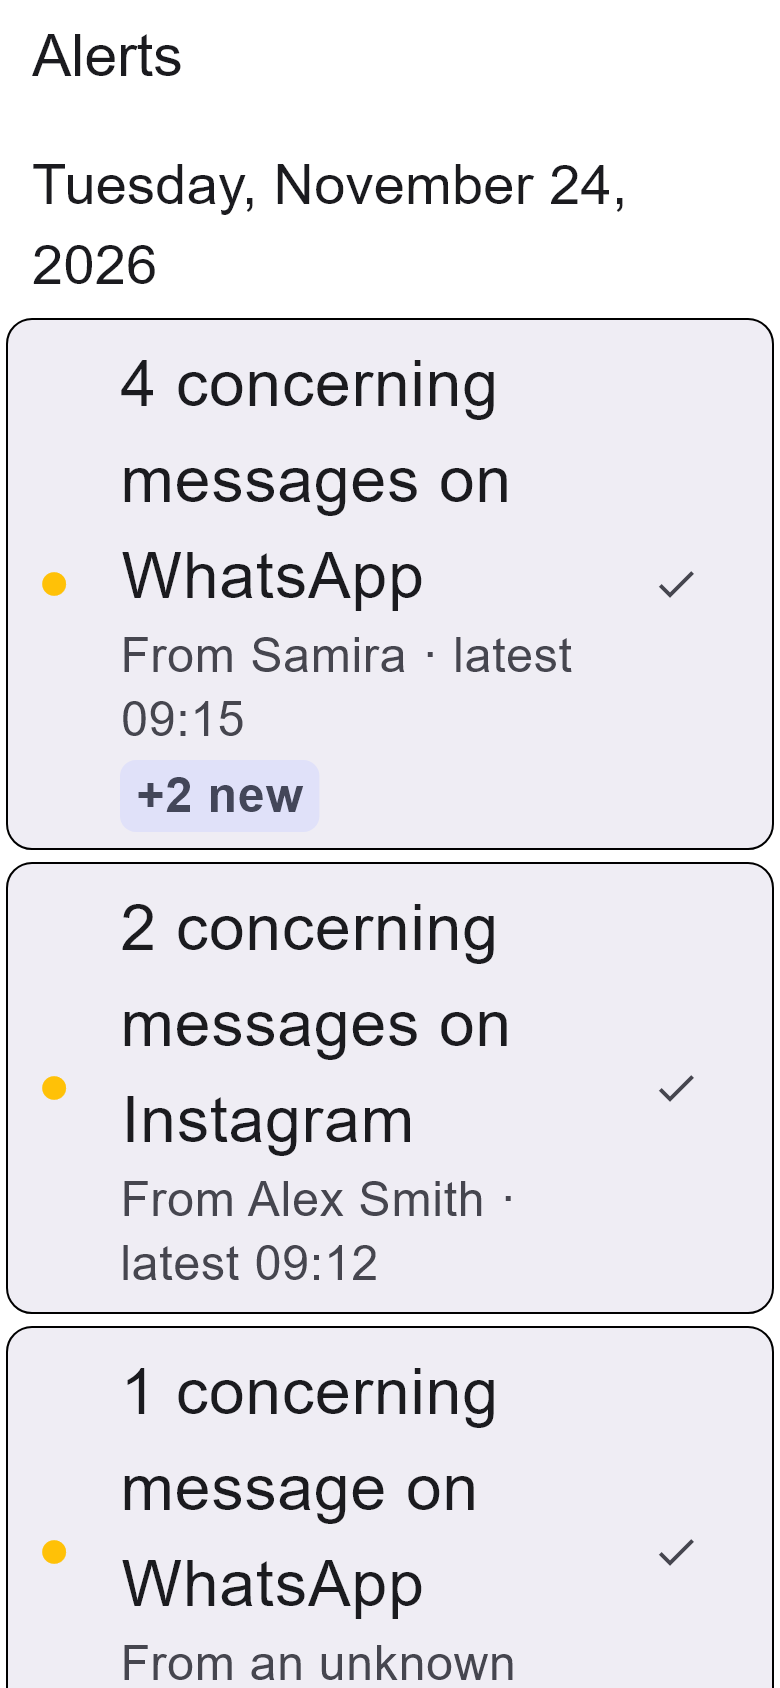 Alerts
Tuesday, November 24,
2026
4 concerning
messages on
WhatsApp
From Samira · latest
09:15
+2 new
2 concerning
messages on
Instagram
From Alex Smith ·
latest 09:12
1 concerning
message on
WhatsApp
From an unknown